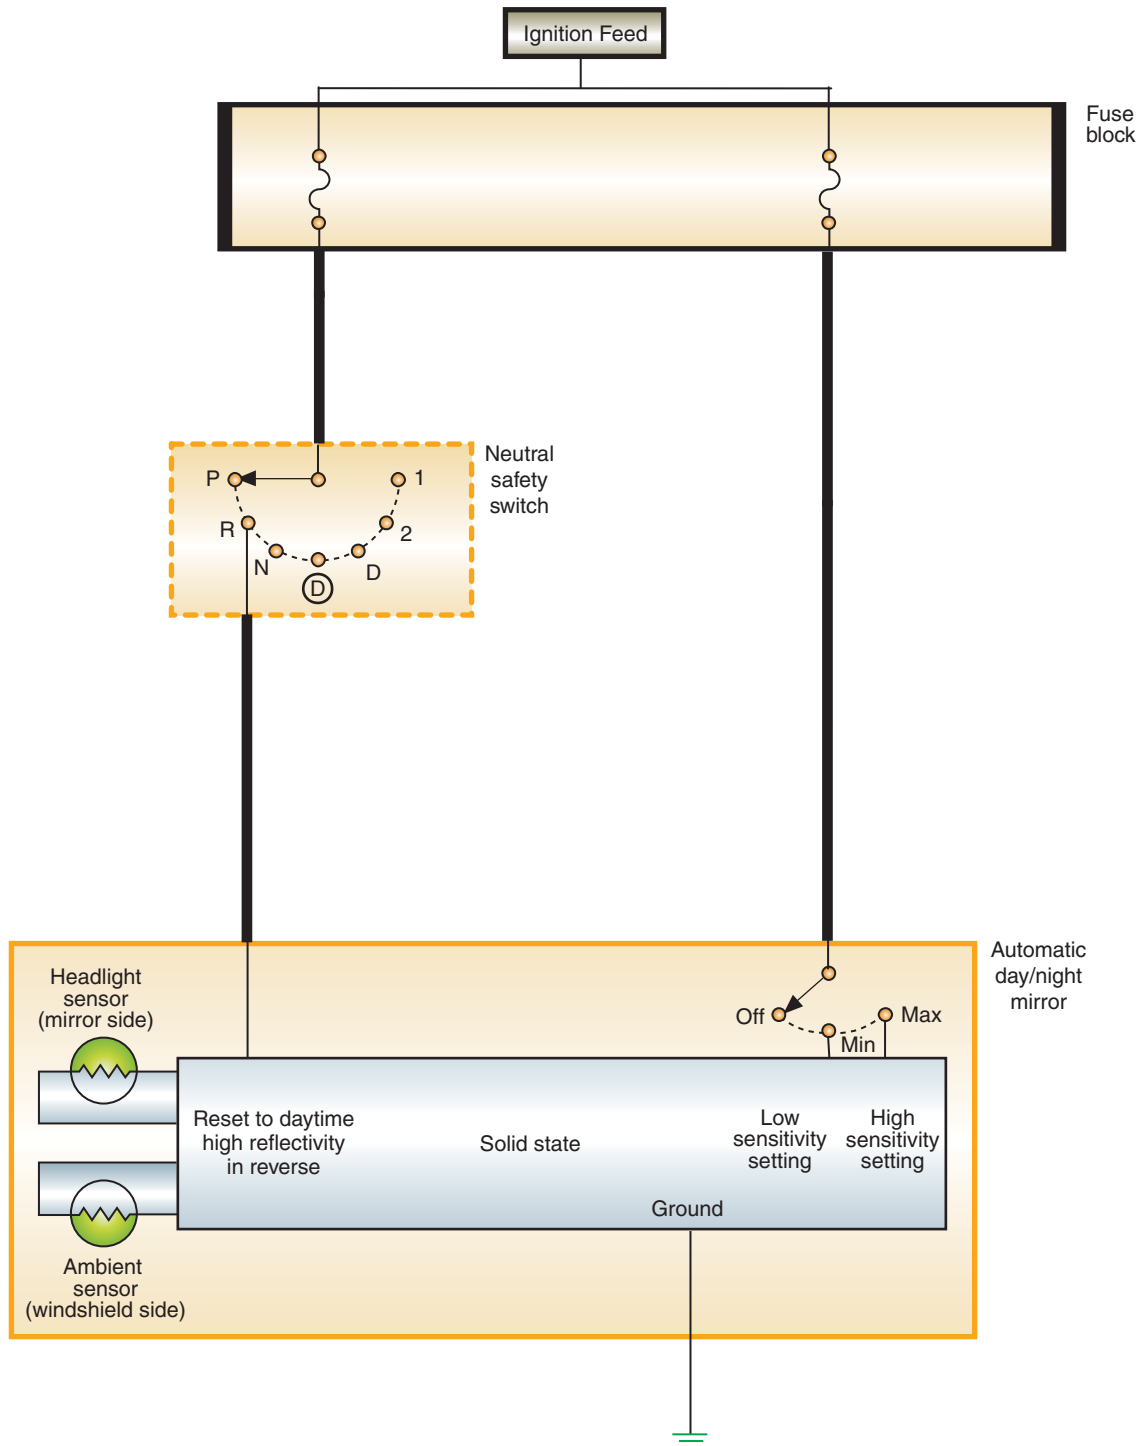 Ignition Feed
Fuse
block
Neutral
safety
switch
P
1
R
2
N
D
D
Automatic
day/night
mirror
Headlight
sensor
(mirror side)
Off
Max
Min
Reset to daytime
high reflectivity
in reverse
Solid state
Low
sensitivity
setting
High
sensitivity
setting
Ground
Ambient
sensor
(windshield side)